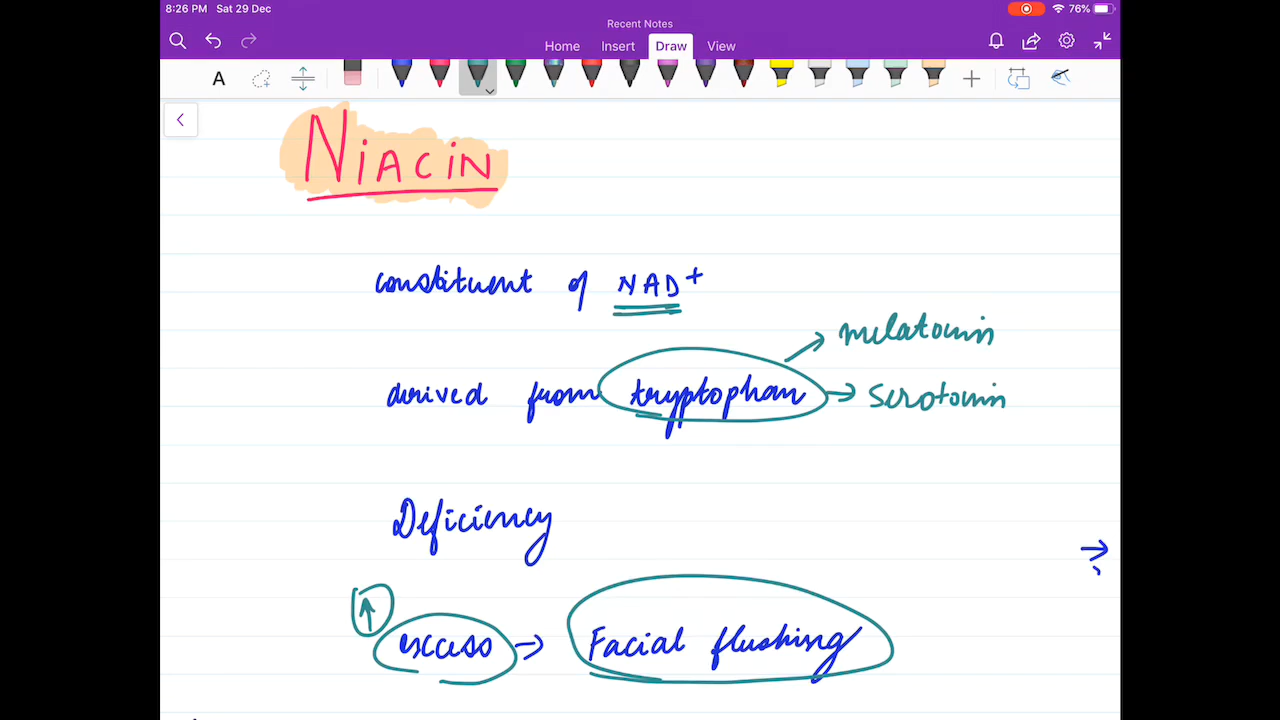 8:26 PM Sat 29 Dec 76%
Recent Notes
Home Insert Draw View
A
NIACIN
constituent of NAD+
melatonin
derived from tryptophan → serotonin
Deficiency →
↑
excess → Facial flushing